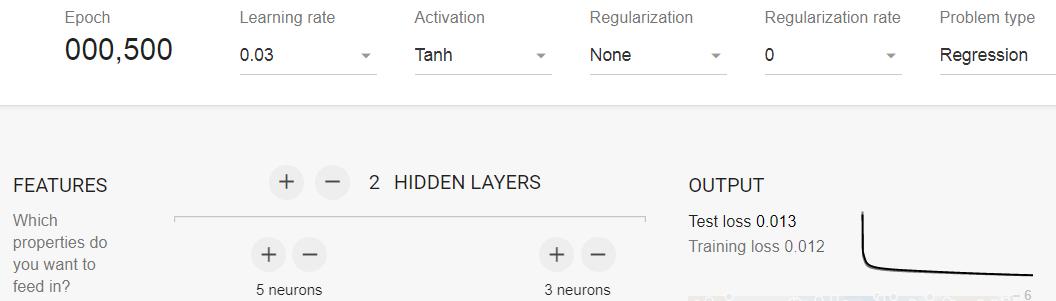 Epoch
000,500
Learning rate
0.03
Activation
Tanh
Regularization
None
Regularization rate
0
Problem type
Regression
FEATURES
Which
properties do
you want to
feed in?
+ − 2 HIDDEN LAYERS
+ −
5 neurons
+ −
3 neurons
OUTPUT
Test loss 0.013
Training loss 0.012
6